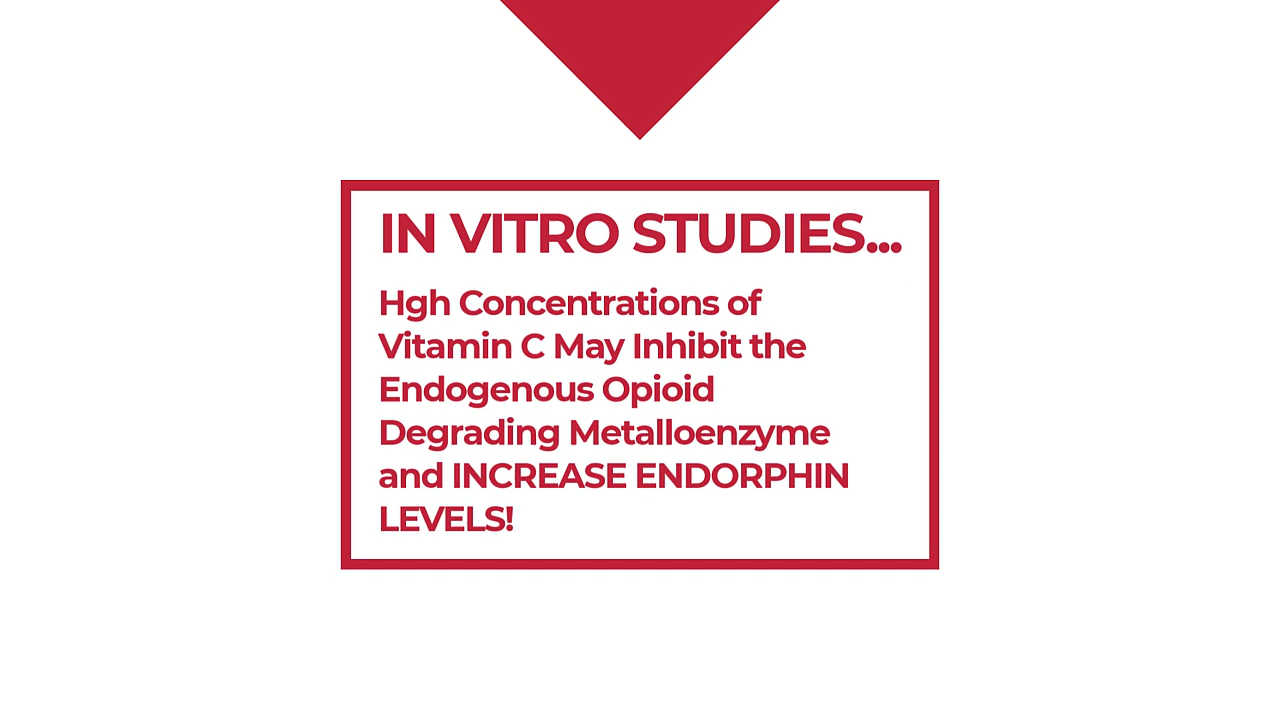 IN VITRO STUDIES...
Hgh Concentrations of
Vitamin C May Inhibit the
Endogenous Opioid
Degrading Metalloenzyme
and INCREASE ENDORPHIN
LEVELS!